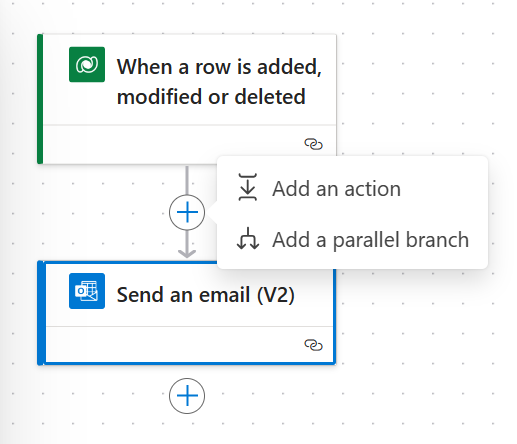 When a row is added,
modified or deleted
Add an action
Add a parallel branch
Send an email (V2)